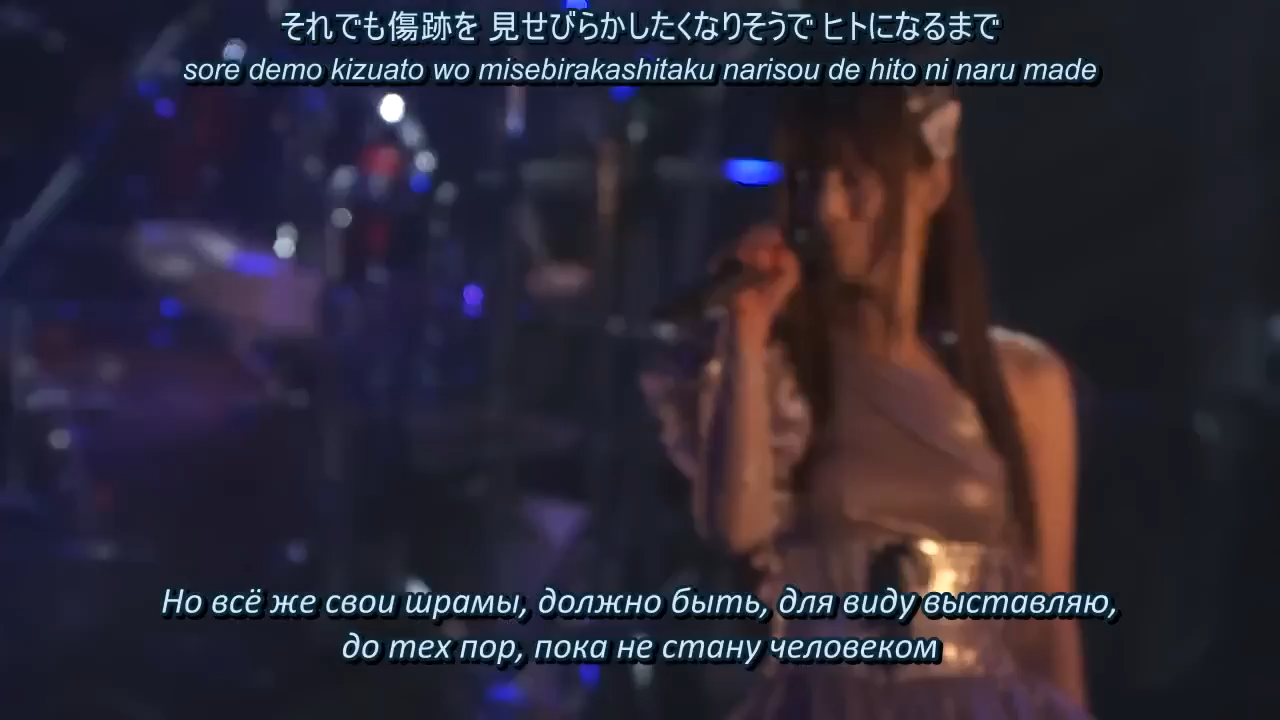 それでも傷跡を 見せびらかしたくなりそうで ヒトになるまで
sore demo kizuato wo misebirakashitaku narisou de hito ni naru made
Но всё же свои шрамы, должно быть, для виду выставляю,
до тех пор, пока не стану человеком